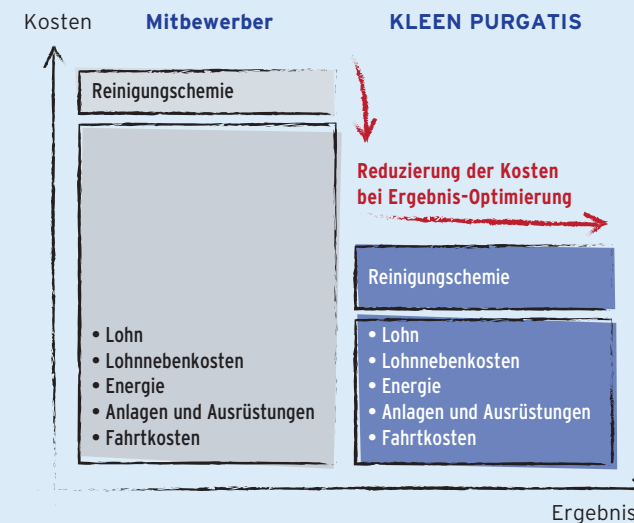 Kosten
Mitbewerber
KLEEN PURGATIS
Reinigungschemie
Reduzierung der Kosten
bei Ergebnis-Optimierung
Reinigungschemie
• Lohn
• Lohnnebenkosten
• Energie
• Anlagen und Ausrüstungen
• Fahrtkosten
• Lohn
• Lohnnebenkosten
• Energie
• Anlagen und Ausrüstungen
• Fahrtkosten
Ergebnis